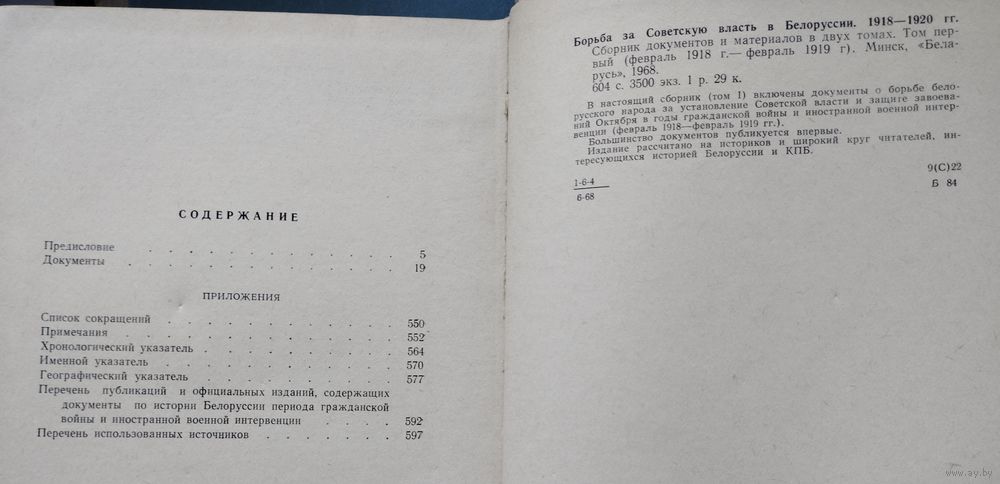 СОДЕРЖАНИЕ
Предисловие . . . . . . . . . . . . . 5
Документы . . . . . . . . . . . . . . 19
ПРИЛОЖЕНИЯ
Список сокращений . . . . . . . . . . . 550
Примечания . . . . . . . . . . . . . 552
Хронологический указатель . . . . . . . . . 564
Именной указатель . . . . . . . . . . . 570
Географический указатель . . . . . . . . . 577
Перечень публикаций и официальных изданий, содержащих
документы по истории Белоруссии периода гражданской
войны и иностранной военной интервенции . . . . 592
Перечень использованных источников . . . . . . . 597
Борьба за Советскую власть в Белоруссии. 1918—1920 гг.
Сборник документов и материалов в двух томах. Том пер-
вый (февраль 1918 г.— февраль 1919 г). Минск, «Бела-
русь», 1968.
604 с. 3500 экз. 1 р. 29 к.
В настоящий сборник (том I) включены документы о борьбе бело-
русского народа за установление Советской власти и защите завоева-
ний Октября в годы гражданской войны и иностранной военной интер-
венции (февраль 1918—февраль 1919 гг.).
Большинство документов публикуется впервые.
Издание рассчитано на историков и широкий круг читателей, ин-
тересующихся историей Белоруссии и КПБ.
1-6-4
6-68
9(С)22
Б 84
www.ay.by